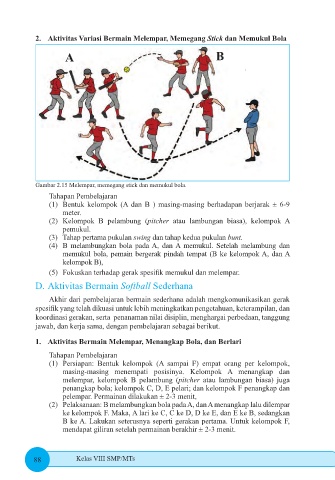 2. Aktivitas Variasi Bermain Melempar, Memegang Stick dan Memukul Bola
A
B
Gambar 2.15 Melempar, memegang stick dan memukul bola.
Tahapan Pembelajaran
(1) Bentuk kelompok (A dan B ) masing-masing berhadapan berjarak ± 6-9
meter.
(2) Kelompok B pelambung (pitcher atau lambungan biasa), kelompok A
pemukul.
(3) Tahap pertama pukulan swing dan tahap kedua pukulan bunt.
(4) B melambungkan bola pada A, dan A memukul. Setelah melambung dan
memukul bola, pemain bergerak pindah tempat (B ke kelompok A, dan A
kelompok B),
(5) Fokuskan terhadap gerak spesifik memukul dan melempar.
D. Aktivitas Bermain Softball Sederhana
Akhir dari pembelajaran bermain sederhana adalah mengkomunikasikan gerak
spesifik yang telah dikuasi untuk lebih meningkatkan pengetahuan, keterampilan, dan
koordinasi gerakan, serta penanaman nilai disiplin, menghargai perbedaan, tanggung
jawab, dan kerja sama, dengan pembelajaran sebagai berikut.
1. Aktivitas Bermain Melempar, Menangkap Bola, dan Berlari
Tahapan Pembelajaran
(1) Persiapan: Bentuk kelompok (A sampai F) empat orang per kelompok,
masing-masing menempati posisinya. Kelompok A menangkap dan
melempar, kelompok B pelambung (pitcher atau lambungan biasa) juga
penangkap bola; kelompok C, D, E pelari; dan kelompok F penangkap dan
pelempar. Permainan dilakukan ± 2-3 menit,
(2) Pelaksanaan: B melambungkan bola pada A, dan A menangkap lalu dilempar
ke kelompok F. Maka, A lari ke C, C ke D, D ke E, dan E ke B, sedangkan
B ke A. Lakukan seterusnya seperti gerakan pertama. Untuk kelompok F,
mendapat giliran setelah permainan berakhir ± 2-3 menit.
88
Kelas VIII SMP/MTs